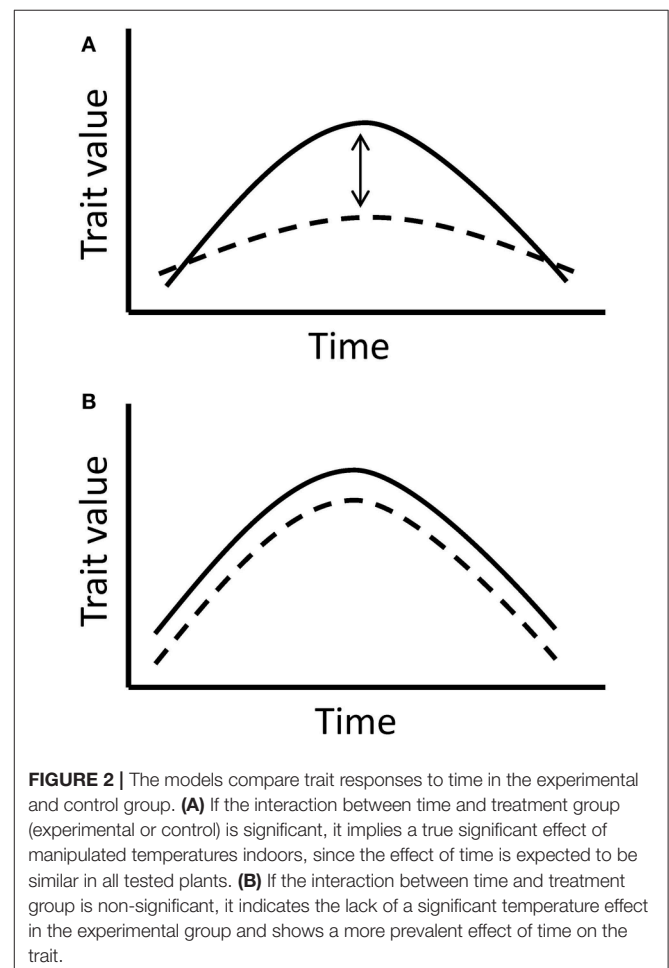 A
Trait value
Time
B
Trait value
Time
FIGURE 2 | The models compare trait responses to time in the experimental
and control group. (A) If the interaction between time and treatment group
(experimental or control) is significant, it implies a true significant effect of
manipulated temperatures indoors, since the effect of time is expected to be
similar in all tested plants. (B) If the interaction between time and treatment
group is non-significant, it indicates the lack of a significant temperature effect
in the experimental group and shows a more prevalent effect of time on the
trait.